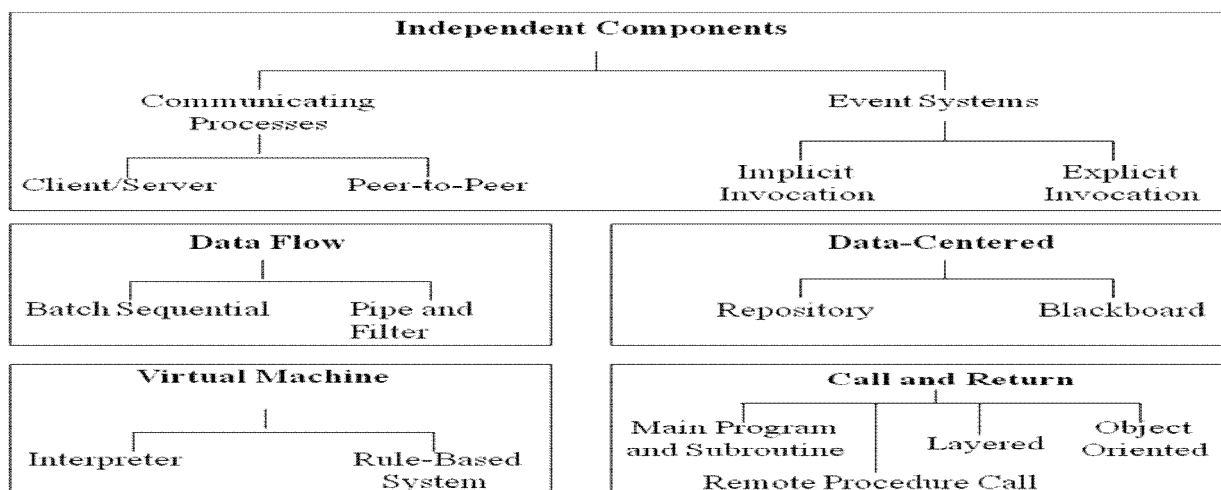 Independent Components
Communicating
Processes
Event Systems
Client/Server
Peer-to-Peer
Implicit
Invocation
Explicit
Invocation
Data Flow
Batch Sequential
Pipe and
Filter
Data-Centered
Repository
Blackboard
Virtual Machine
Interpreter
Rule-Based
System
Call and Return
Main Program
and Subroutine
Layered
Object
Oriented
Remote Procedure Call